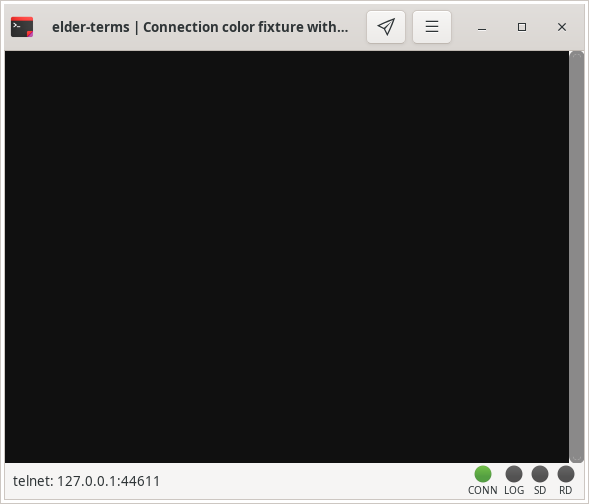 elder-terms | Connection color fixture with...
telnet: 127.0.0.1:44611
CONN LOG SD RD